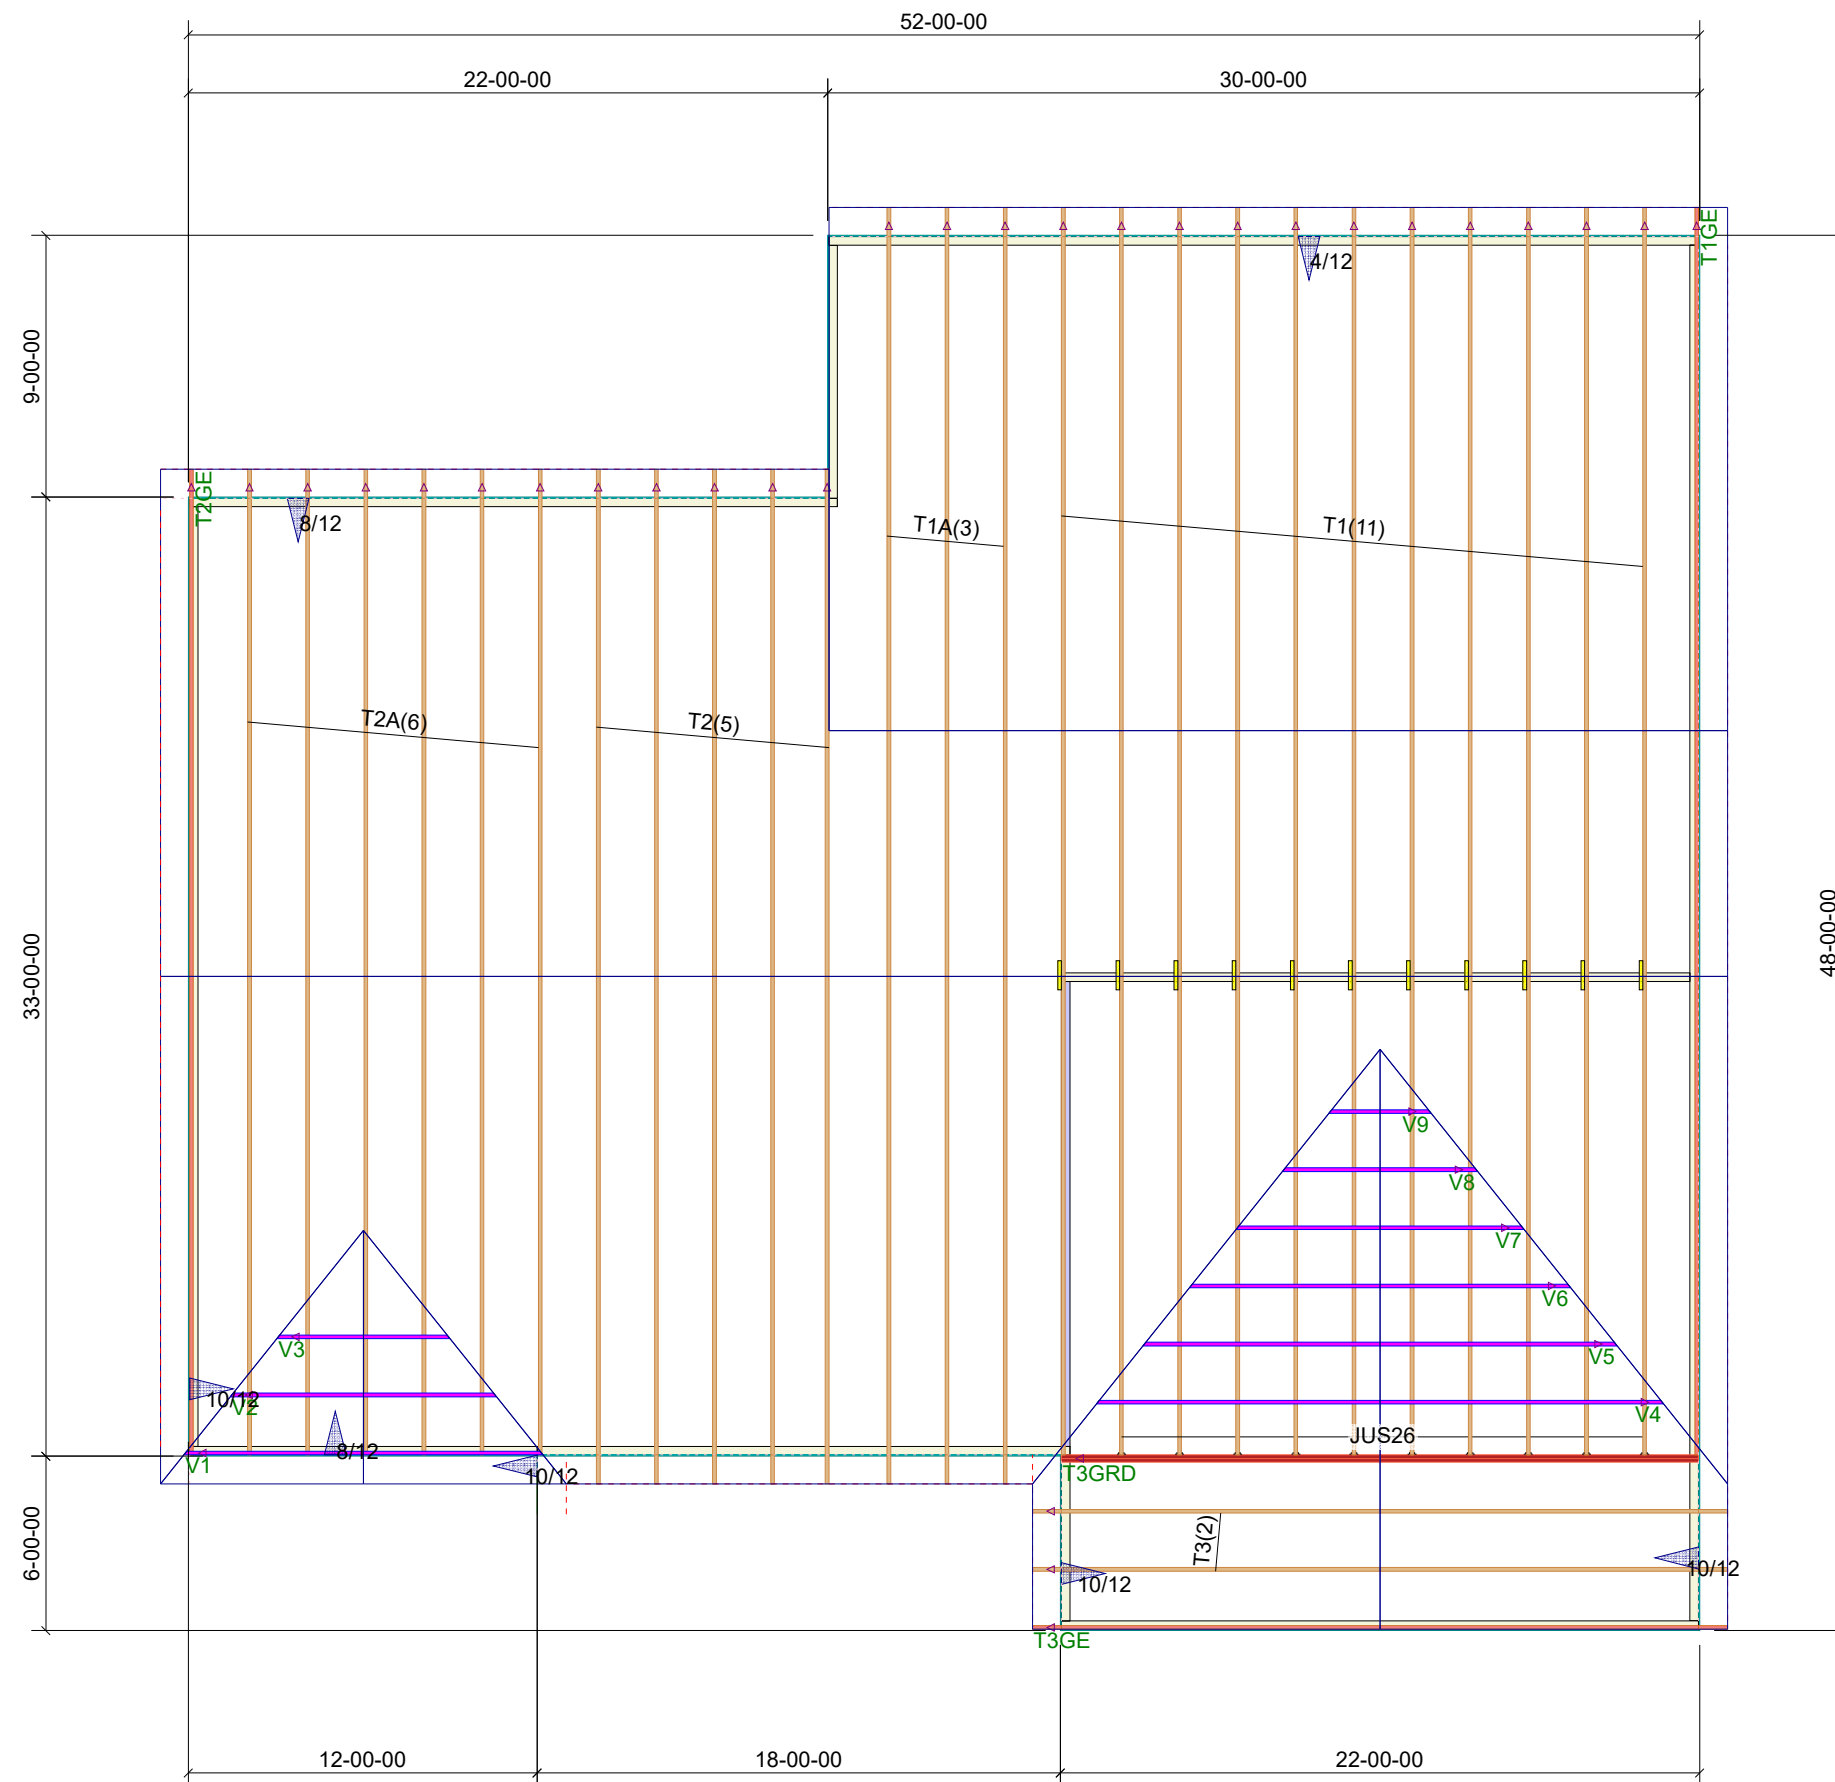 52-00-00
22-00-00
30-00-00
T1GE
4/12
9-00-00
T2GE
8/12
T1A(3)
T1(11)
T2A(6)
T2(5)
48-00-00
33-00-00
V9
V8
V7
V6
V3
V5
10/12
V2
V4
8/12
JUS26
V1
10/12
T3GRD
6-00-00
T3(2)
10/12
10/12
T3GE
12-00-00
18-00-00
22-00-00